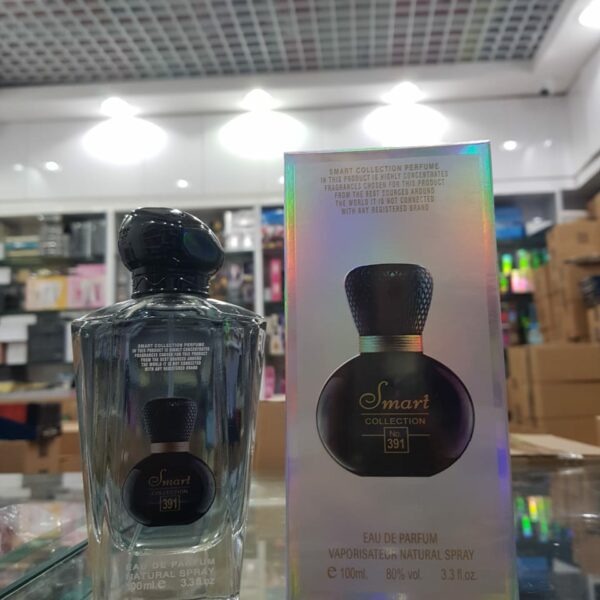 SMART COLLECTION PERFUME
IN THIS PRODUCT IS HIGHLY CONCENTRATED
FRAGRANCES CHOSEN FOR THIS PRODUCT
FROM THE BEST SOURCES AROUND
THE WORLD IT IS NOT CONNECTED
WITH ANY REGISTERED BRAND
Smart
COLLECTION
No.
391
EAU DE PARFUM
VAPORISATEUR NATURAL SPRAY
e 100ml. 80% vol. 3.3 fl.oz
SMART COLLECTION PERFUME
IN THIS PRODUCT IS HIGHLY CONCENTRATED
FRAGRANCES CHOSEN FOR THIS PRODUCT
FROM THE BEST SOURCES AROUND
THE WORLD IT IS NOT CONNECTED
WITH ANY REGISTERED BRAND
Smart
COLLECTION
391
EAU DE PARFUM
NATURAL SPRAY
100ml e 3.3 fl.oz